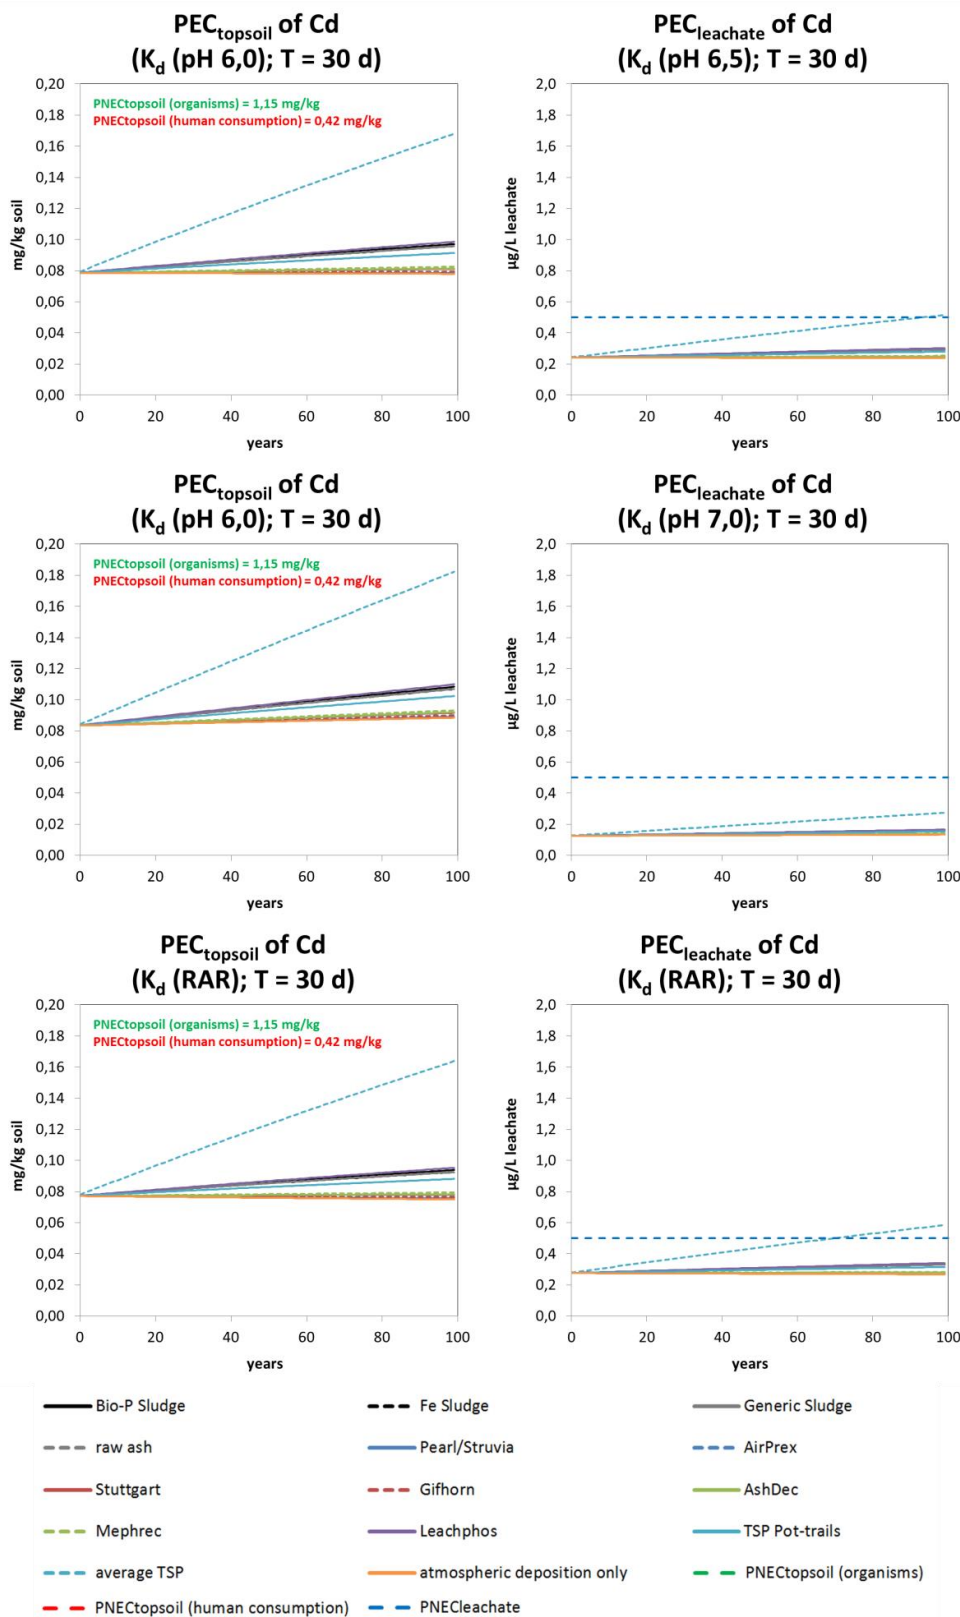 PECtopsoil of Cd
(Kd (pH 6,0); T = 30 d)
PNECtopsoil (organisms) = 1,15 mg/kg
PNECtopsoil (human consumption) = 0,42 mg/kg
mg/kg soil
0,20
0,18
0,16
0,14
0,12
0,10
0,08
0,06
0,04
0,02
0,00
0 20 40 60 80 100
years
PECleachate of Cd
(Kd (pH 6,5); T = 30 d)
µg/L leachate
2,0
1,8
1,6
1,4
1,2
1,0
0,8
0,6
0,4
0,2
0,0
0 20 40 60 80 100
years
PECtopsoil of Cd
(Kd (pH 6,0); T = 30 d)
PNECtopsoil (organisms) = 1,15 mg/kg
PNECtopsoil (human consumption) = 0,42 mg/kg
mg/kg soil
0,20
0,18
0,16
0,14
0,12
0,10
0,08
0,06
0,04
0,02
0,00
0 20 40 60 80 100
years
PECleachate of Cd
(Kd (pH 7,0); T = 30 d)
µg/L leachate
2,0
1,8
1,6
1,4
1,2
1,0
0,8
0,6
0,4
0,2
0,0
0 20 40 60 80 100
years
PECtopsoil of Cd
(Kd (RAR); T = 30 d)
PNECtopsoil (organisms) = 1,15 mg/kg
PNECtopsoil (human consumption) = 0,42 mg/kg
mg/kg soil
0,20
0,18
0,16
0,14
0,12
0,10
0,08
0,06
0,04
0,02
0,00
0 20 40 60 80 100
years
PECleachate of Cd
(Kd (RAR); T = 30 d)
µg/L leachate
2,0
1,8
1,6
1,4
1,2
1,0
0,8
0,6
0,4
0,2
0,0
0 20 40 60 80 100
years
Bio-P Sludge Fe Sludge Generic Sludge
raw ash Pearl/Struvia AirPrex
Stuttgart Gifhorn AshDec
Mephrec Leachphos TSP Pot-trails
average TSP atmospheric deposition only PNECtopsoil (organisms)
PNECtopsoil (human consumption) PNECleachate